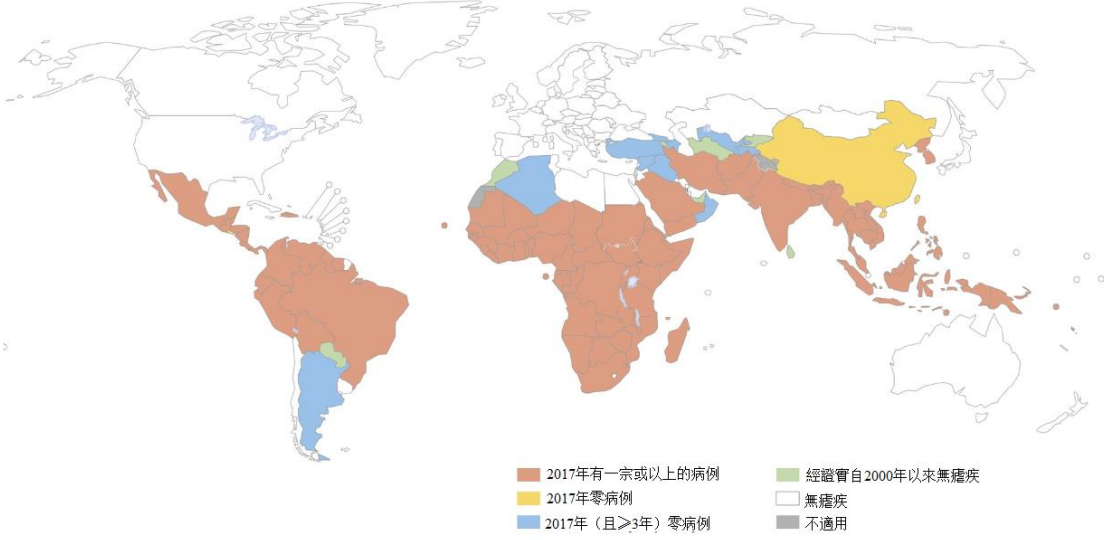 2017年有一宗或以上的病例
2017年零病例
2017年（且≥3年）零病例
經證實自2000年以來無瘧疾
無瘧疾
不適用